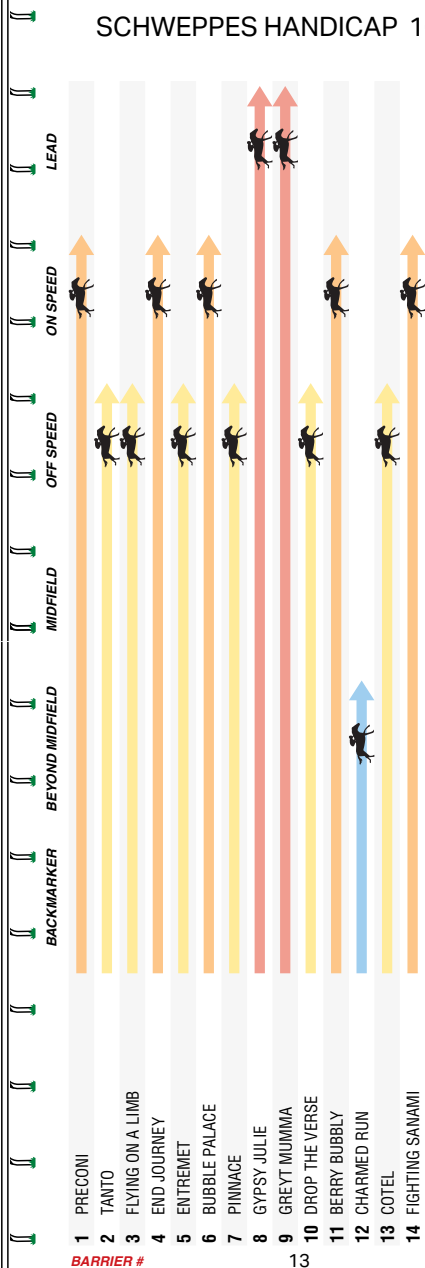 SCHWEPPES HANDICAP 1
LEAD
ON SPEED
OFF SPEED
MIDFIELD
BEYOND MIDFIELD
BACKMARKER
1 PRECONI
2 TANTO
3 FLYING ON A LIMB
4 END JOURNEY
5 ENTREMET
6 BUBBLE PALACE
7 PINNACE
8 GYPSY JULIE
9 GREYT MUMMA
10 DROP THE VERSE
11 BERRY BUBBLY
12 CHARMED RUN
13 COTEL
14 FIGHTING SANAMI
BARRIER #
13